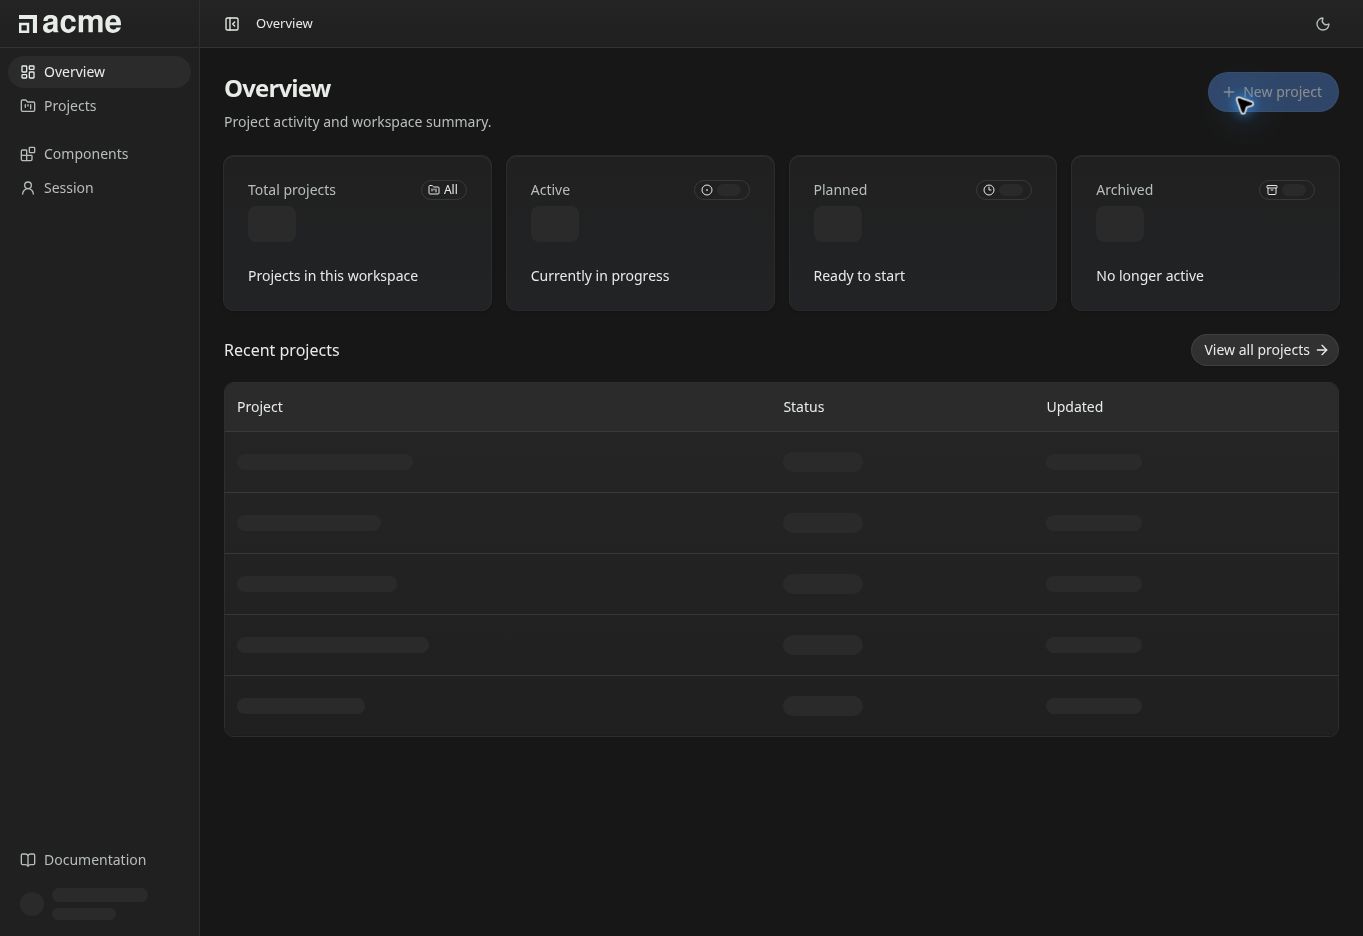 acme
Overview
Overview
Projects
Components
Session
Documentation
Overview
Project activity and workspace summary.
New project
Total projects
All
Projects in this workspace
Active
Currently in progress
Planned
Ready to start
Archived
No longer active
Recent projects
View all projects
Project
Status
Updated